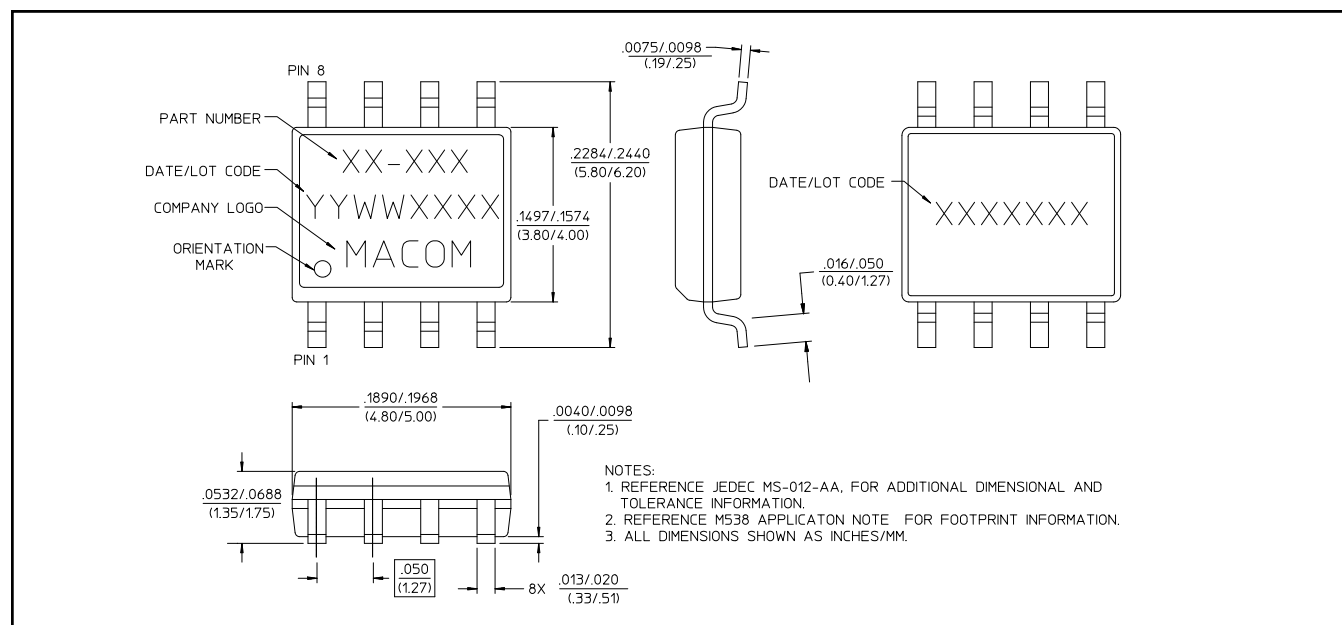 PIN 8
PART NUMBER
XX-XXX
DATE/LOT CODE
YYWWXXXX
COMPANY LOGO
MACOM
ORIENTATION
MARK
PIN 1
.2284/.2440
(5.80/6.20)
.1497/.1574
(3.80/4.00)
.0075/.0098
(.19/.25)
.016/.050
(0.40/1.27)
DATE/LOT CODE
XXXXXXX
.1890/.1968
(4.80/5.00)
.0040/.0098
(.10/.25)
.0532/.0688
(1.35/1.75)
.050
(1.27)
8X .013/.020
(.33/.51)
NOTES:
1. REFERENCE JEDEC MS-012-AA, FOR ADDITIONAL DIMENSIONAL AND
TOLERANCE INFORMATION.
2. REFERENCE M538 APPLICATON NOTE FOR FOOTPRINT INFORMATION.
3. ALL DIMENSIONS SHOWN AS INCHES/MM.